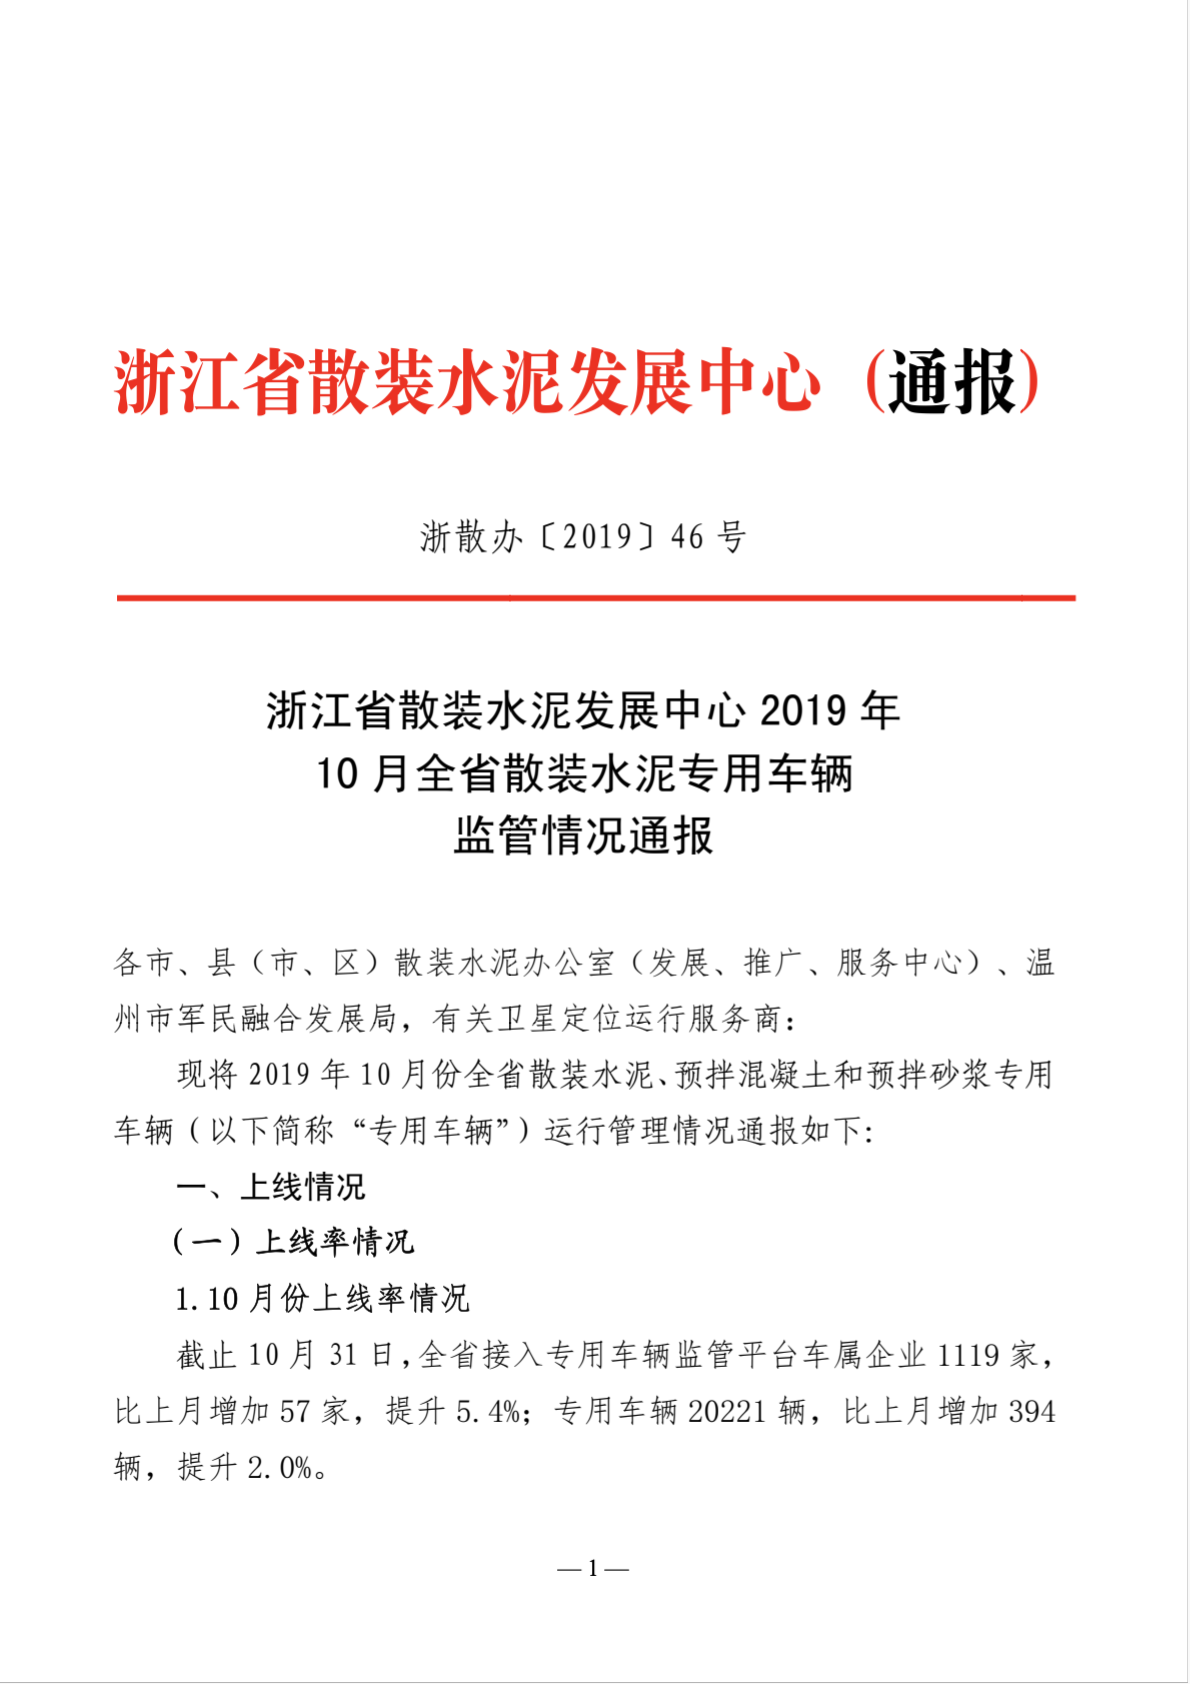 浙江省散装水泥发展中心（通报）
浙散办〔2019〕46 号
浙江省散装水泥发展中心 2019 年
10 月全省散装水泥专用车辆
监管情况通报
各市、县（市、区）散装水泥办公室（发展、推广、服务中心）、温
州市军民融合发展局，有关卫星定位运行服务商：
现将 2019 年 10 月份全省散装水泥、预拌混凝土和预拌砂浆专用
车辆（以下简称“专用车辆”）运行管理情况通报如下：
一、上线情况
（一）上线率情况
1.10 月份上线率情况
截止 10 月 31 日，全省接入专用车辆监管平台车属企业 1119 家，
比上月增加 57 家，提升 5.4%；专用车辆 20221 辆，比上月增加 394
辆，提升 2.0%。
— 1 —